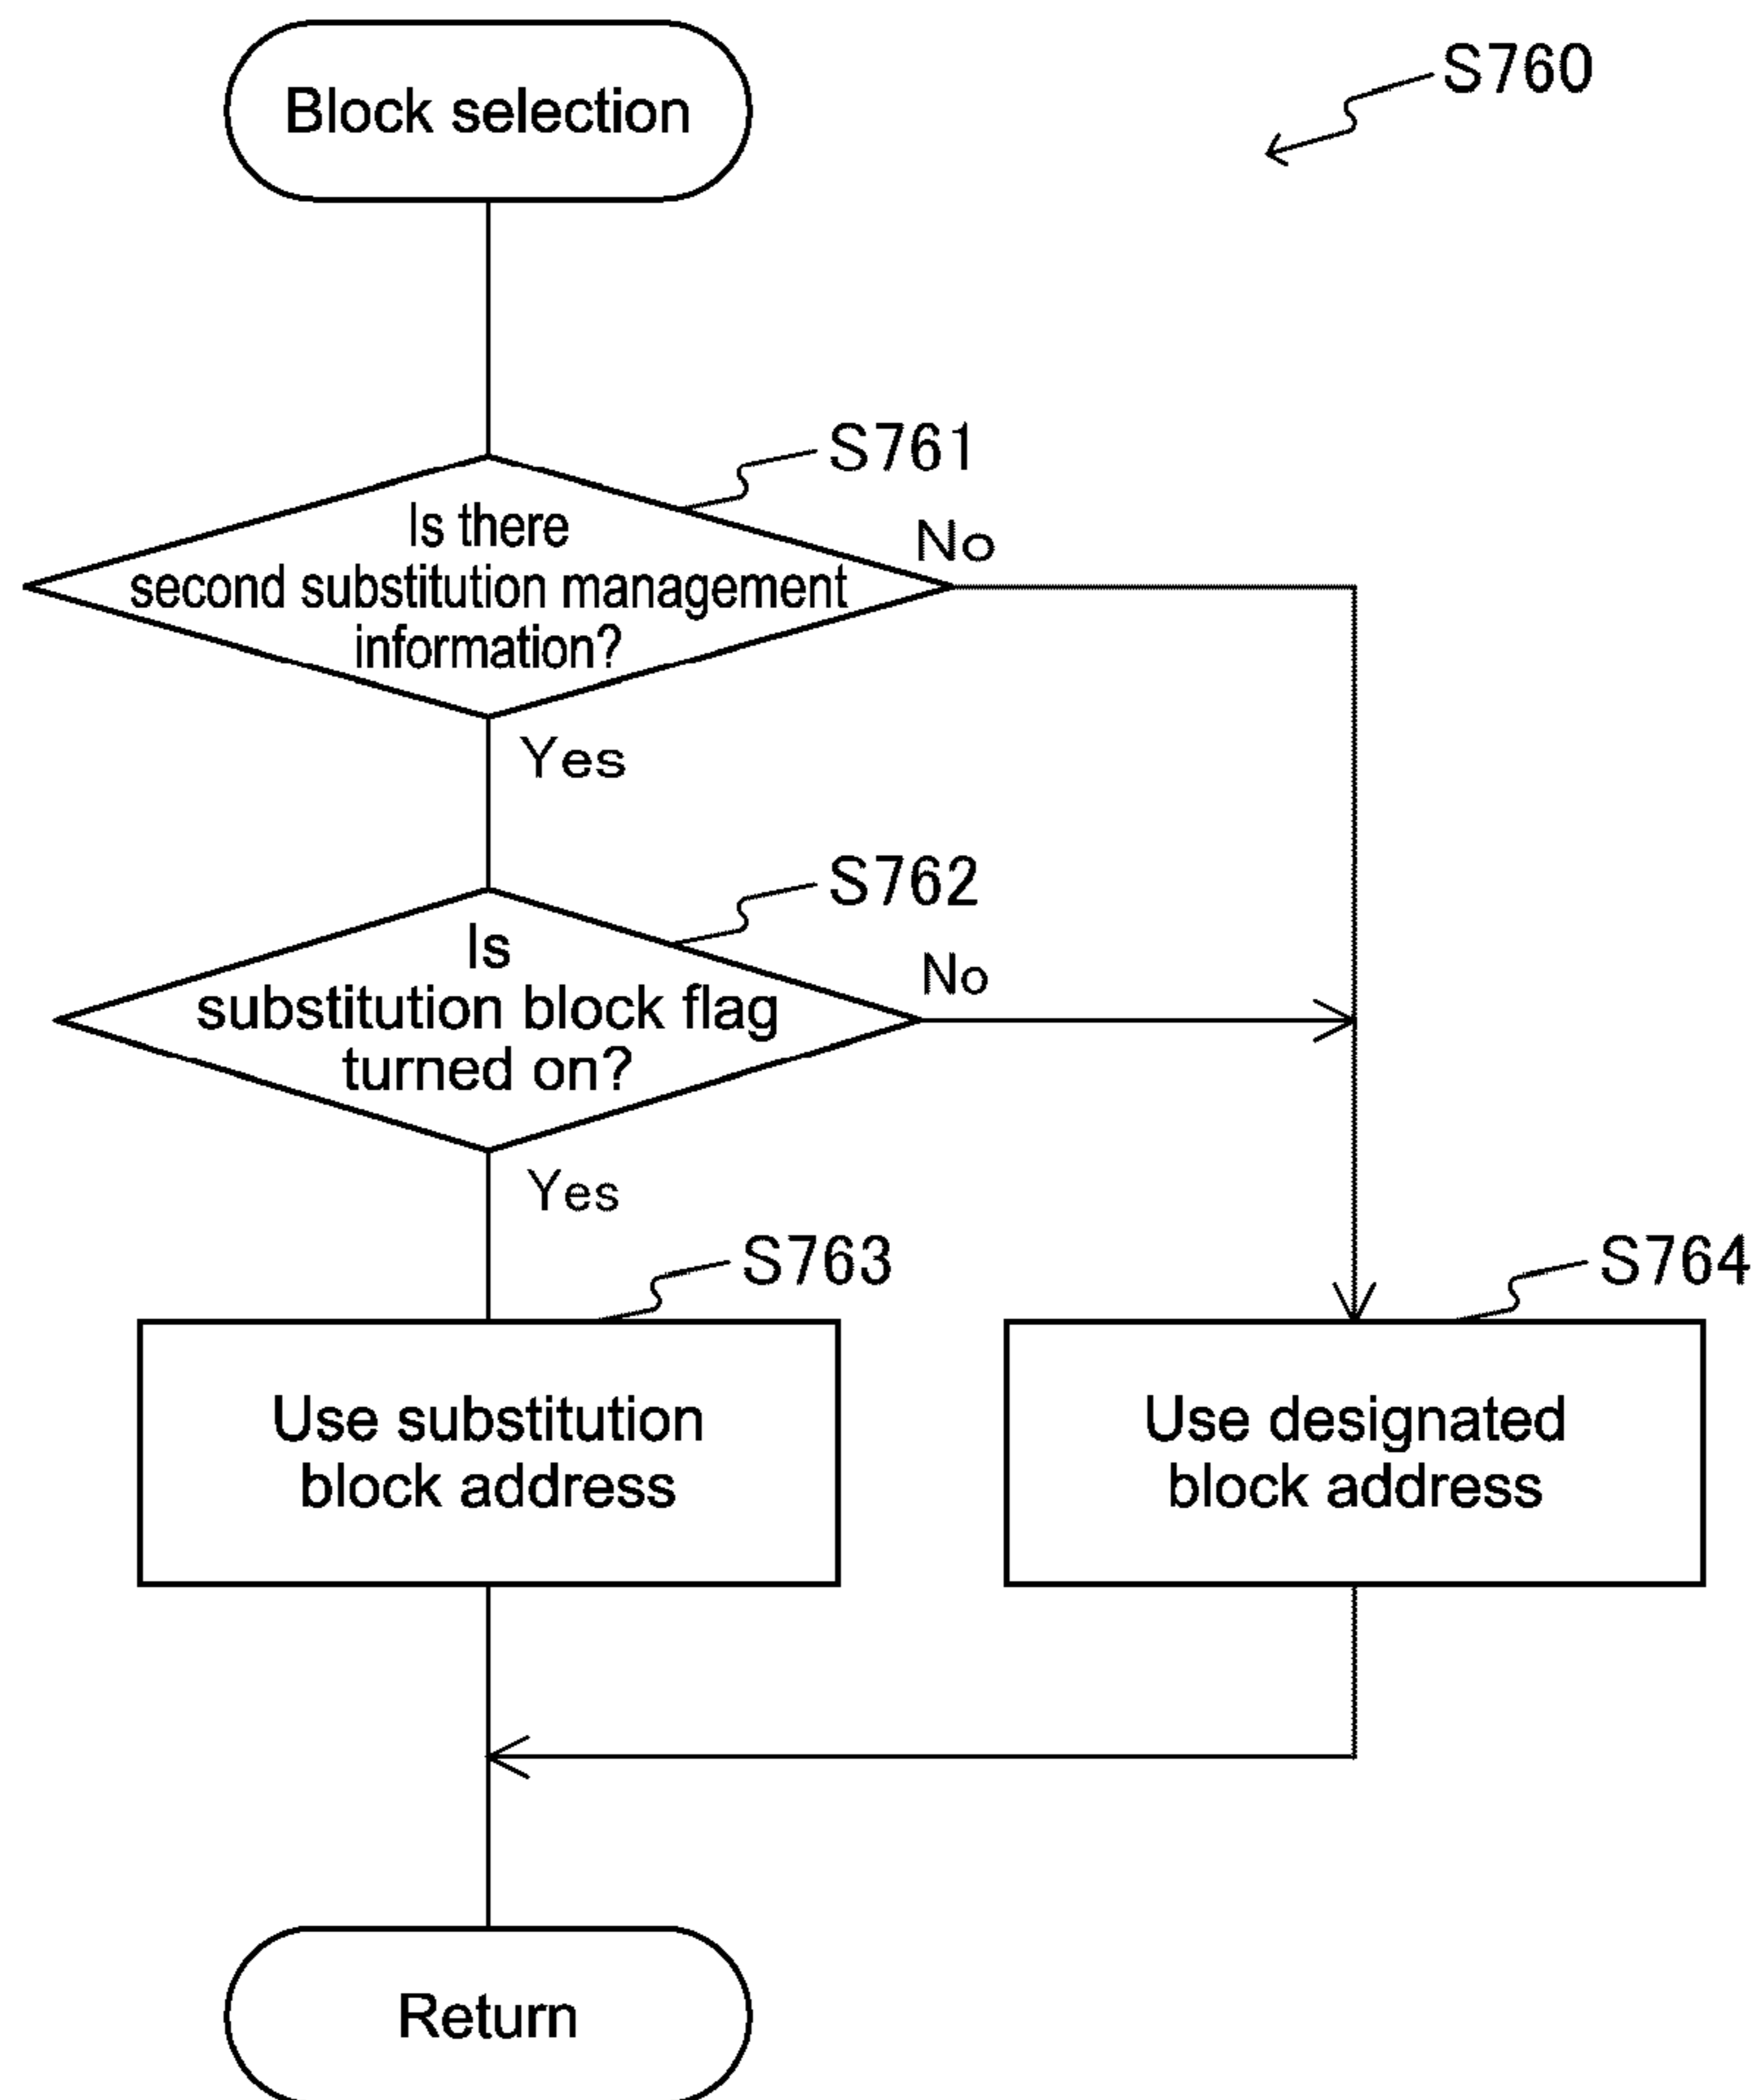 Block selection
S760
S761
Is there
second substitution management
information?
No
Yes
S762
Is
substitution block flag
turned on?
No
Yes
S763
S764
Use substitution
block address
Use designated
block address
Return